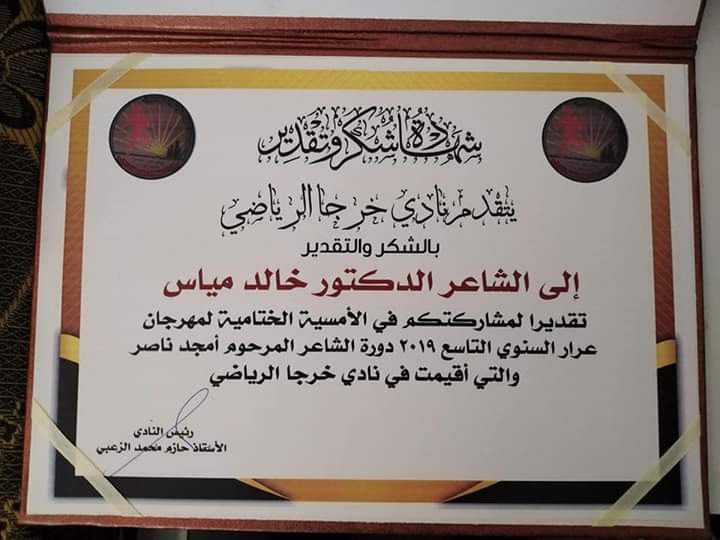 شهادة شكر وتقدير
يتقدم نادي خرجا الرياضي
بالشكر والتقدير
إلى الشاعر الدكتور خالد مياس
تقديرا لمشاركتكم في الأمسية الختامية لمهرجان
عرار السنوي التاسع ٢٠١٩ دورة الشاعر المرحوم أمجد ناصر
والتي أقيمت في نادي خرجا الرياضي
رئيس النادي
الأستاذ حازم محمد الزعبي